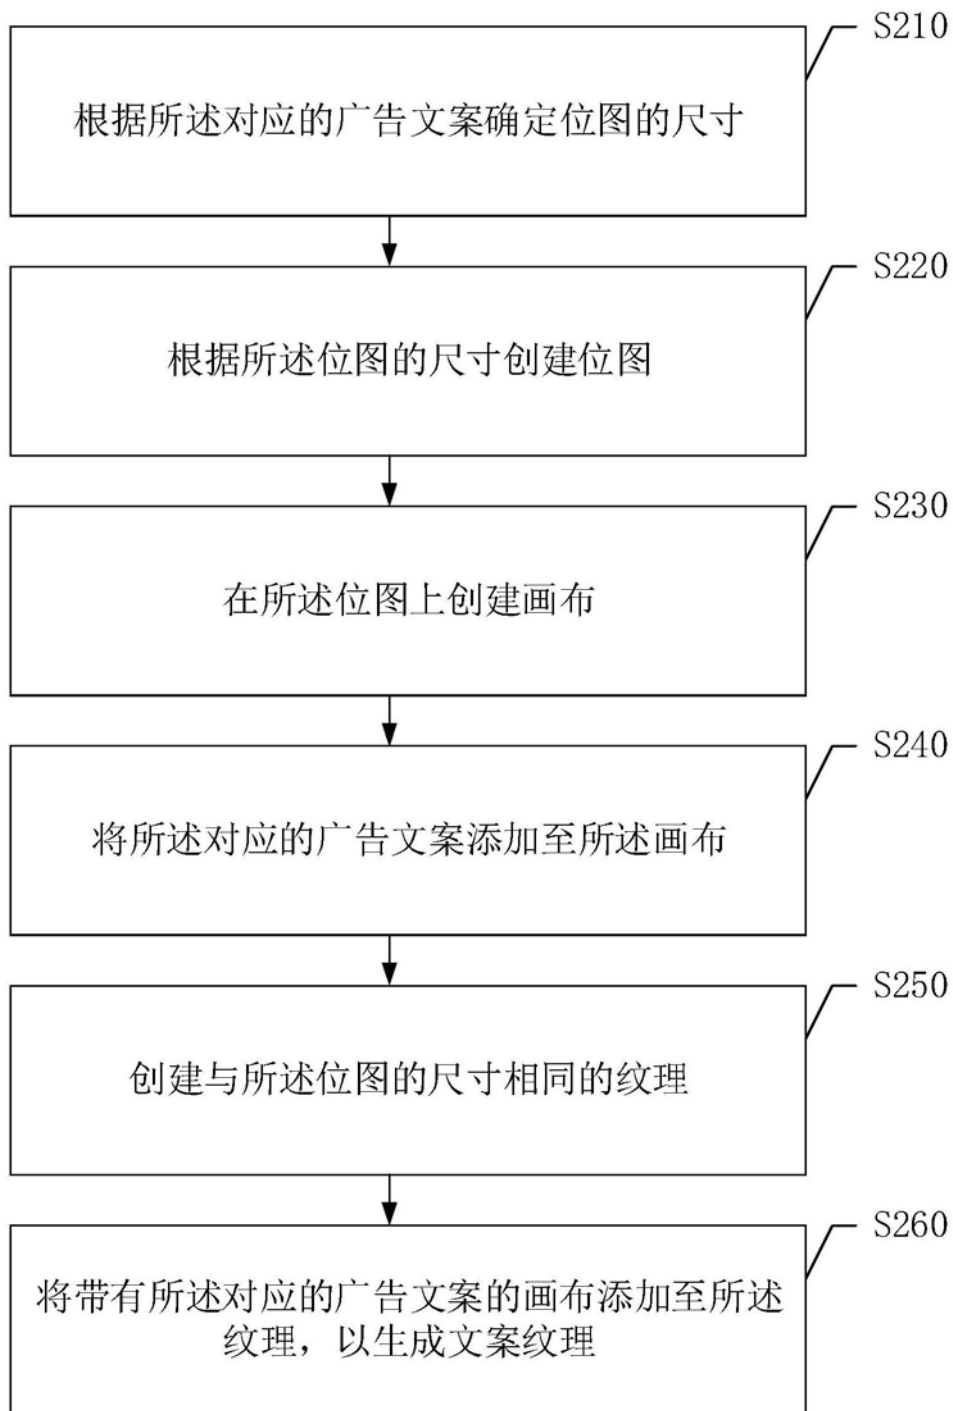 S210
根据所述对应的广告文案确定位图的尺寸
S220
根据所述位图的尺寸创建位图
S230
在所述位图上创建画布
S240
将所述对应的广告文案添加至所述画布
S250
创建与所述位图的尺寸相同的纹理
S260
将带有所述对应的广告文案的画布添加至所述
纹理，以生成文案纹理